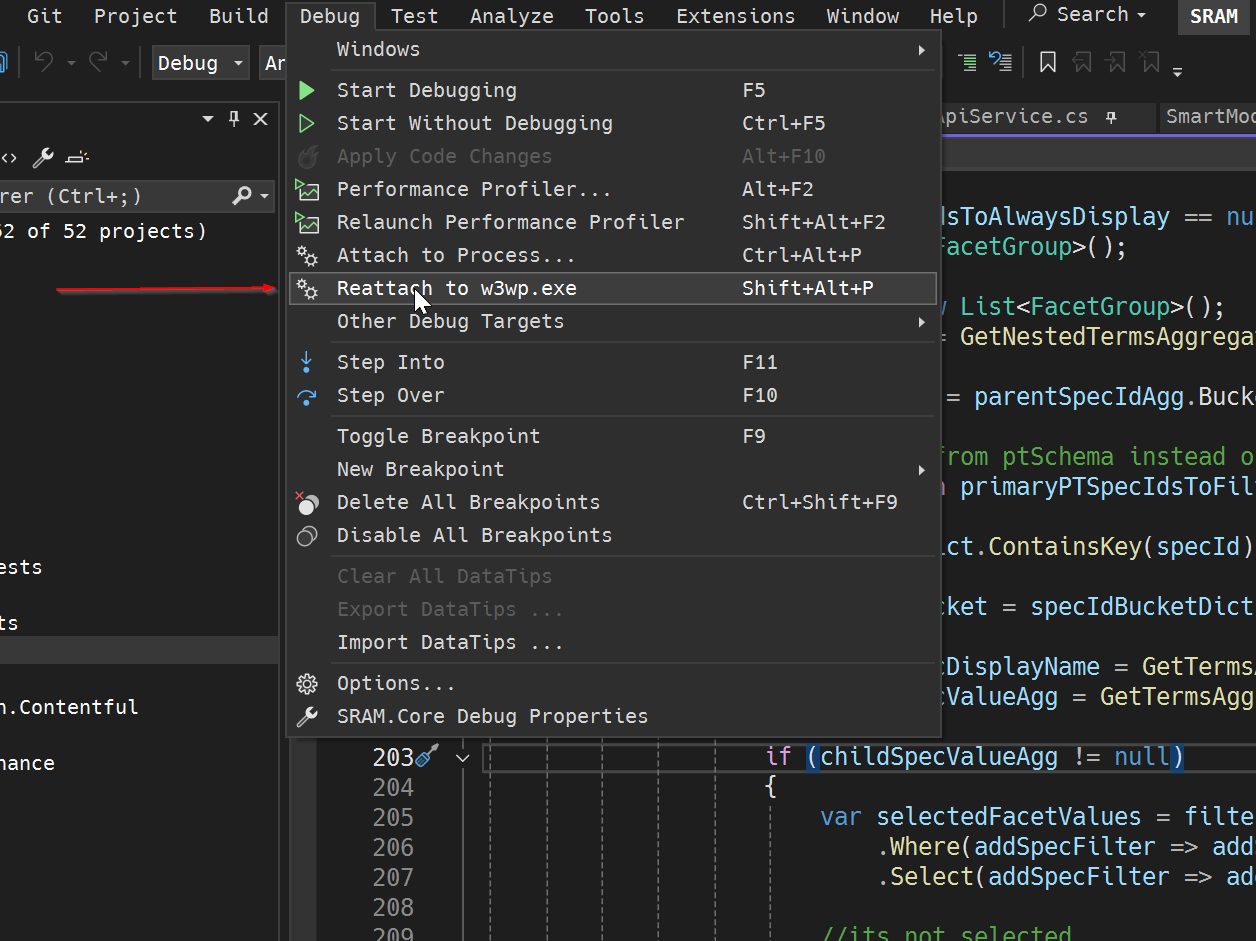 Git Project Build Debug Test Analyze Tools Extensions Window Help Search SRAM
Debug
Windows
Start Debugging F5
Start Without Debugging Ctrl+F5
Apply Code Changes Alt+F10
Performance Profiler... Alt+F2
Relaunch Performance Profiler Shift+Alt+F2
Attach to Process... Ctrl+Alt+P
Reattach to w3wp.exe Shift+Alt+P
Other Debug Targets
Step Into F11
Step Over F10
Toggle Breakpoint F9
New Breakpoint
Delete All Breakpoints Ctrl+Shift+F9
Disable All Breakpoints
Clear All DataTips
Export DataTips ...
Import DataTips ...
Options...
SRAM.Core Debug Properties
rer (Ctrl+;)
52 of 52 projects)
ests
ts
n.Contentful
nance
piService.cs SmartMod
sToAlwaysDisplay == nu
FacetGroup>();
List<FacetGroup>();
= GetNestedTermsAggrega
= parentSpecIdAgg.Bucke
from ptSchema instead o
primaryPTSpecIdsToFil
ct.ContainsKey(specId)
ket = specIdBucketDict
DisplayName = GetTerms
ValueAgg = GetTermsAgg
203 if (childSpecValueAgg != null)
204 {
205 var selectedFacetValues = filte
206 .Where(addSpecFilter => add
207 .Select(addSpecFilter => ad
208
209 //its not selected